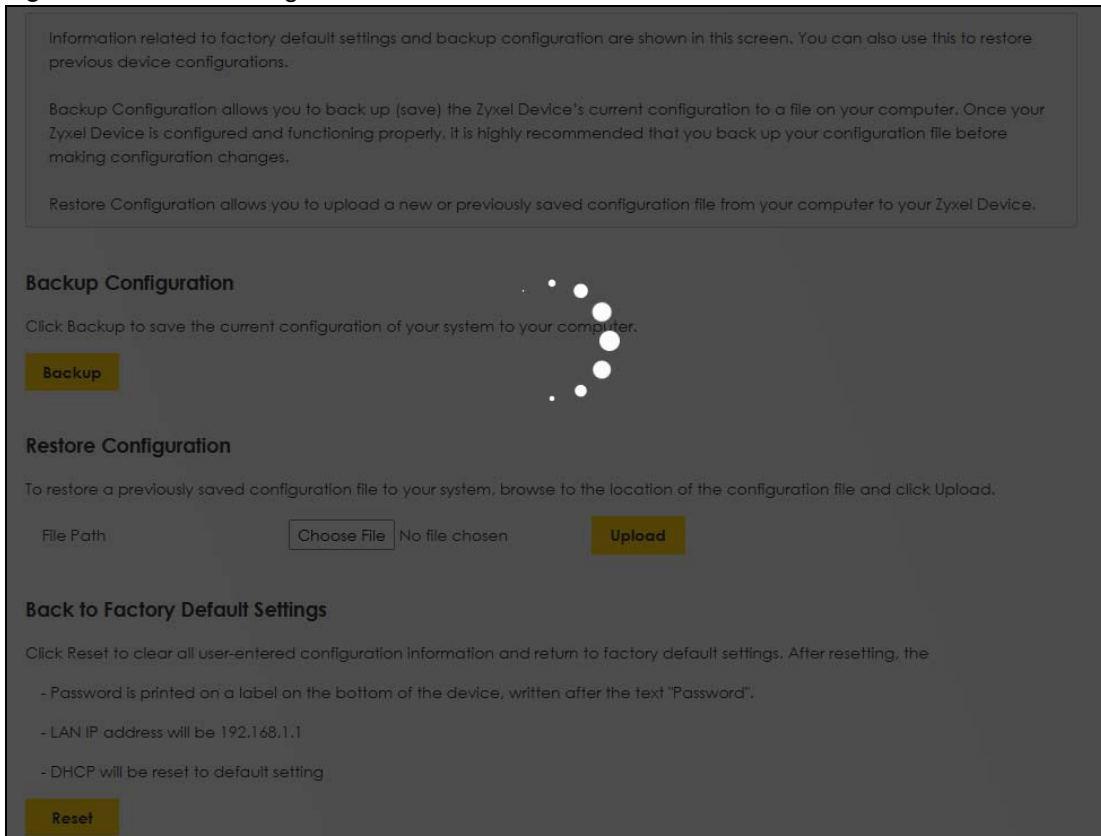 Information related to factory default settings and backup configuration are shown in this screen. You can also use this to restore
previous device configurations.
Backup Configuration allows you to back up (save) the Zyxel Device's current configuration to a file on your computer. Once your
Zyxel Device is configured and functioning properly, it is highly recommended that you back up your configuration file before
making configuration changes.
Restore Configuration allows you to upload a new or previously saved configuration file from your computer to your Zyxel Device.
Backup Configuration
Click Backup to save the current configuration of your system to your computer.
Backup
Restore Configuration
To restore a previously saved configuration file to your system, browse to the location of the configuration file and click Upload.
File Path Choose File No file chosen Upload
Back to Factory Default Settings
Click Reset to clear all user-entered configuration information and return to factory default settings. After resetting, the
- Password is printed on a label on the bottom of the device, written after the text "Password".
- LAN IP address will be 192.168.1.1
- DHCP will be reset to default setting
Reset